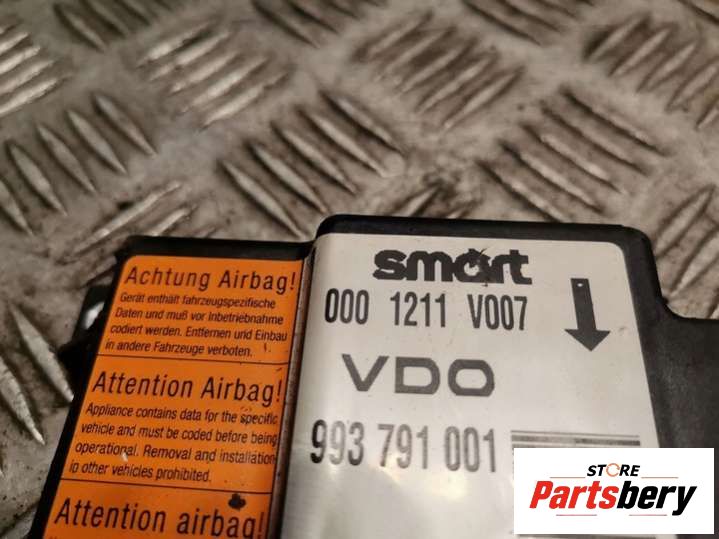 Achtung Airbag!
Gerät enthält fahrzeugspezifische
Daten und muß vor Inbetriebnahme
codiert werden. Entfernen und Einbau
in andere Fahrzeuge verboten.
Attention Airbag!
Appliance contains data for the specific
vehicle and must be coded before being
operational. Removal and installation
io other vehicles prohibited.
Attention airbag!
smart
000 1211 V007
VDO
993 791 001
STORE
Partsbery